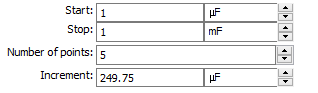 Start: 1 µF
Stop: 1 mF
Number of points: 5
Increment: 249.75 µF